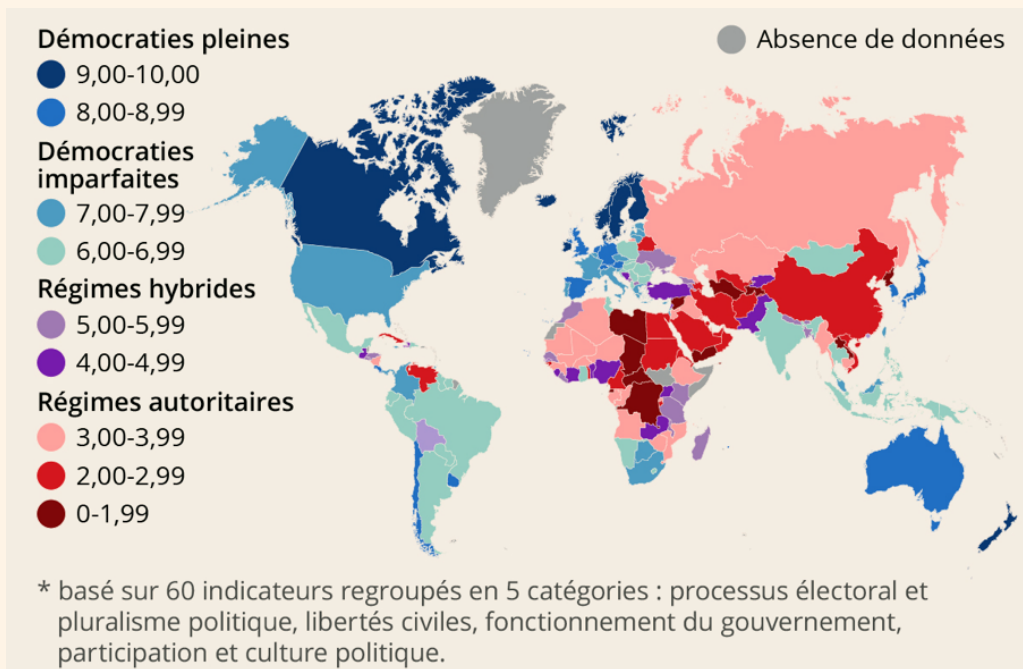 Démocraties pleines
9,00-10,00
8,00-8,99
Démocraties
imparfaites
7,00-7,99
6,00-6,99
Régimes hybrides
5,00-5,99
4,00-4,99
Régimes autoritaires
3,00-3,99
2,00-2,99
0-1,99
Absence de données
* basé sur 60 indicateurs regroupés en 5 catégories : processus électoral et
pluralisme politique, libertés civiles, fonctionnement du gouvernement,
participation et culture politique.